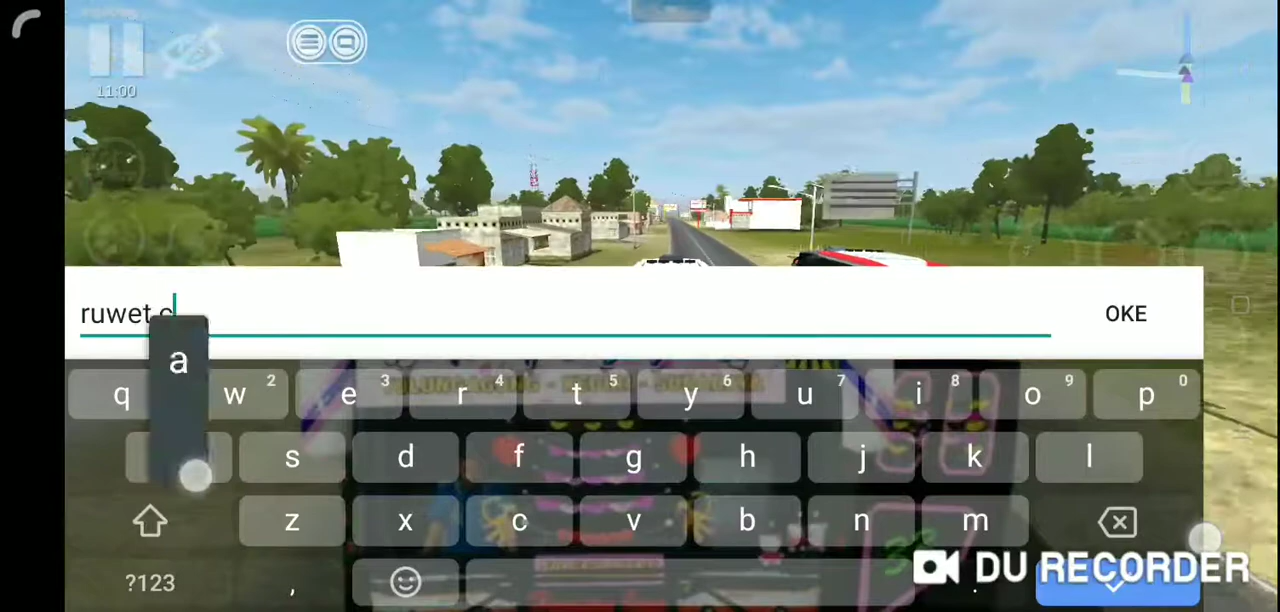 11:00
ruwet c
OKE
a
q w 2 e 3 r 4 t 5 y 6 u 7 i 8 o 9 p 0
s d f g h j k l
z x c v b n m
?123 , .
DU RECORDER